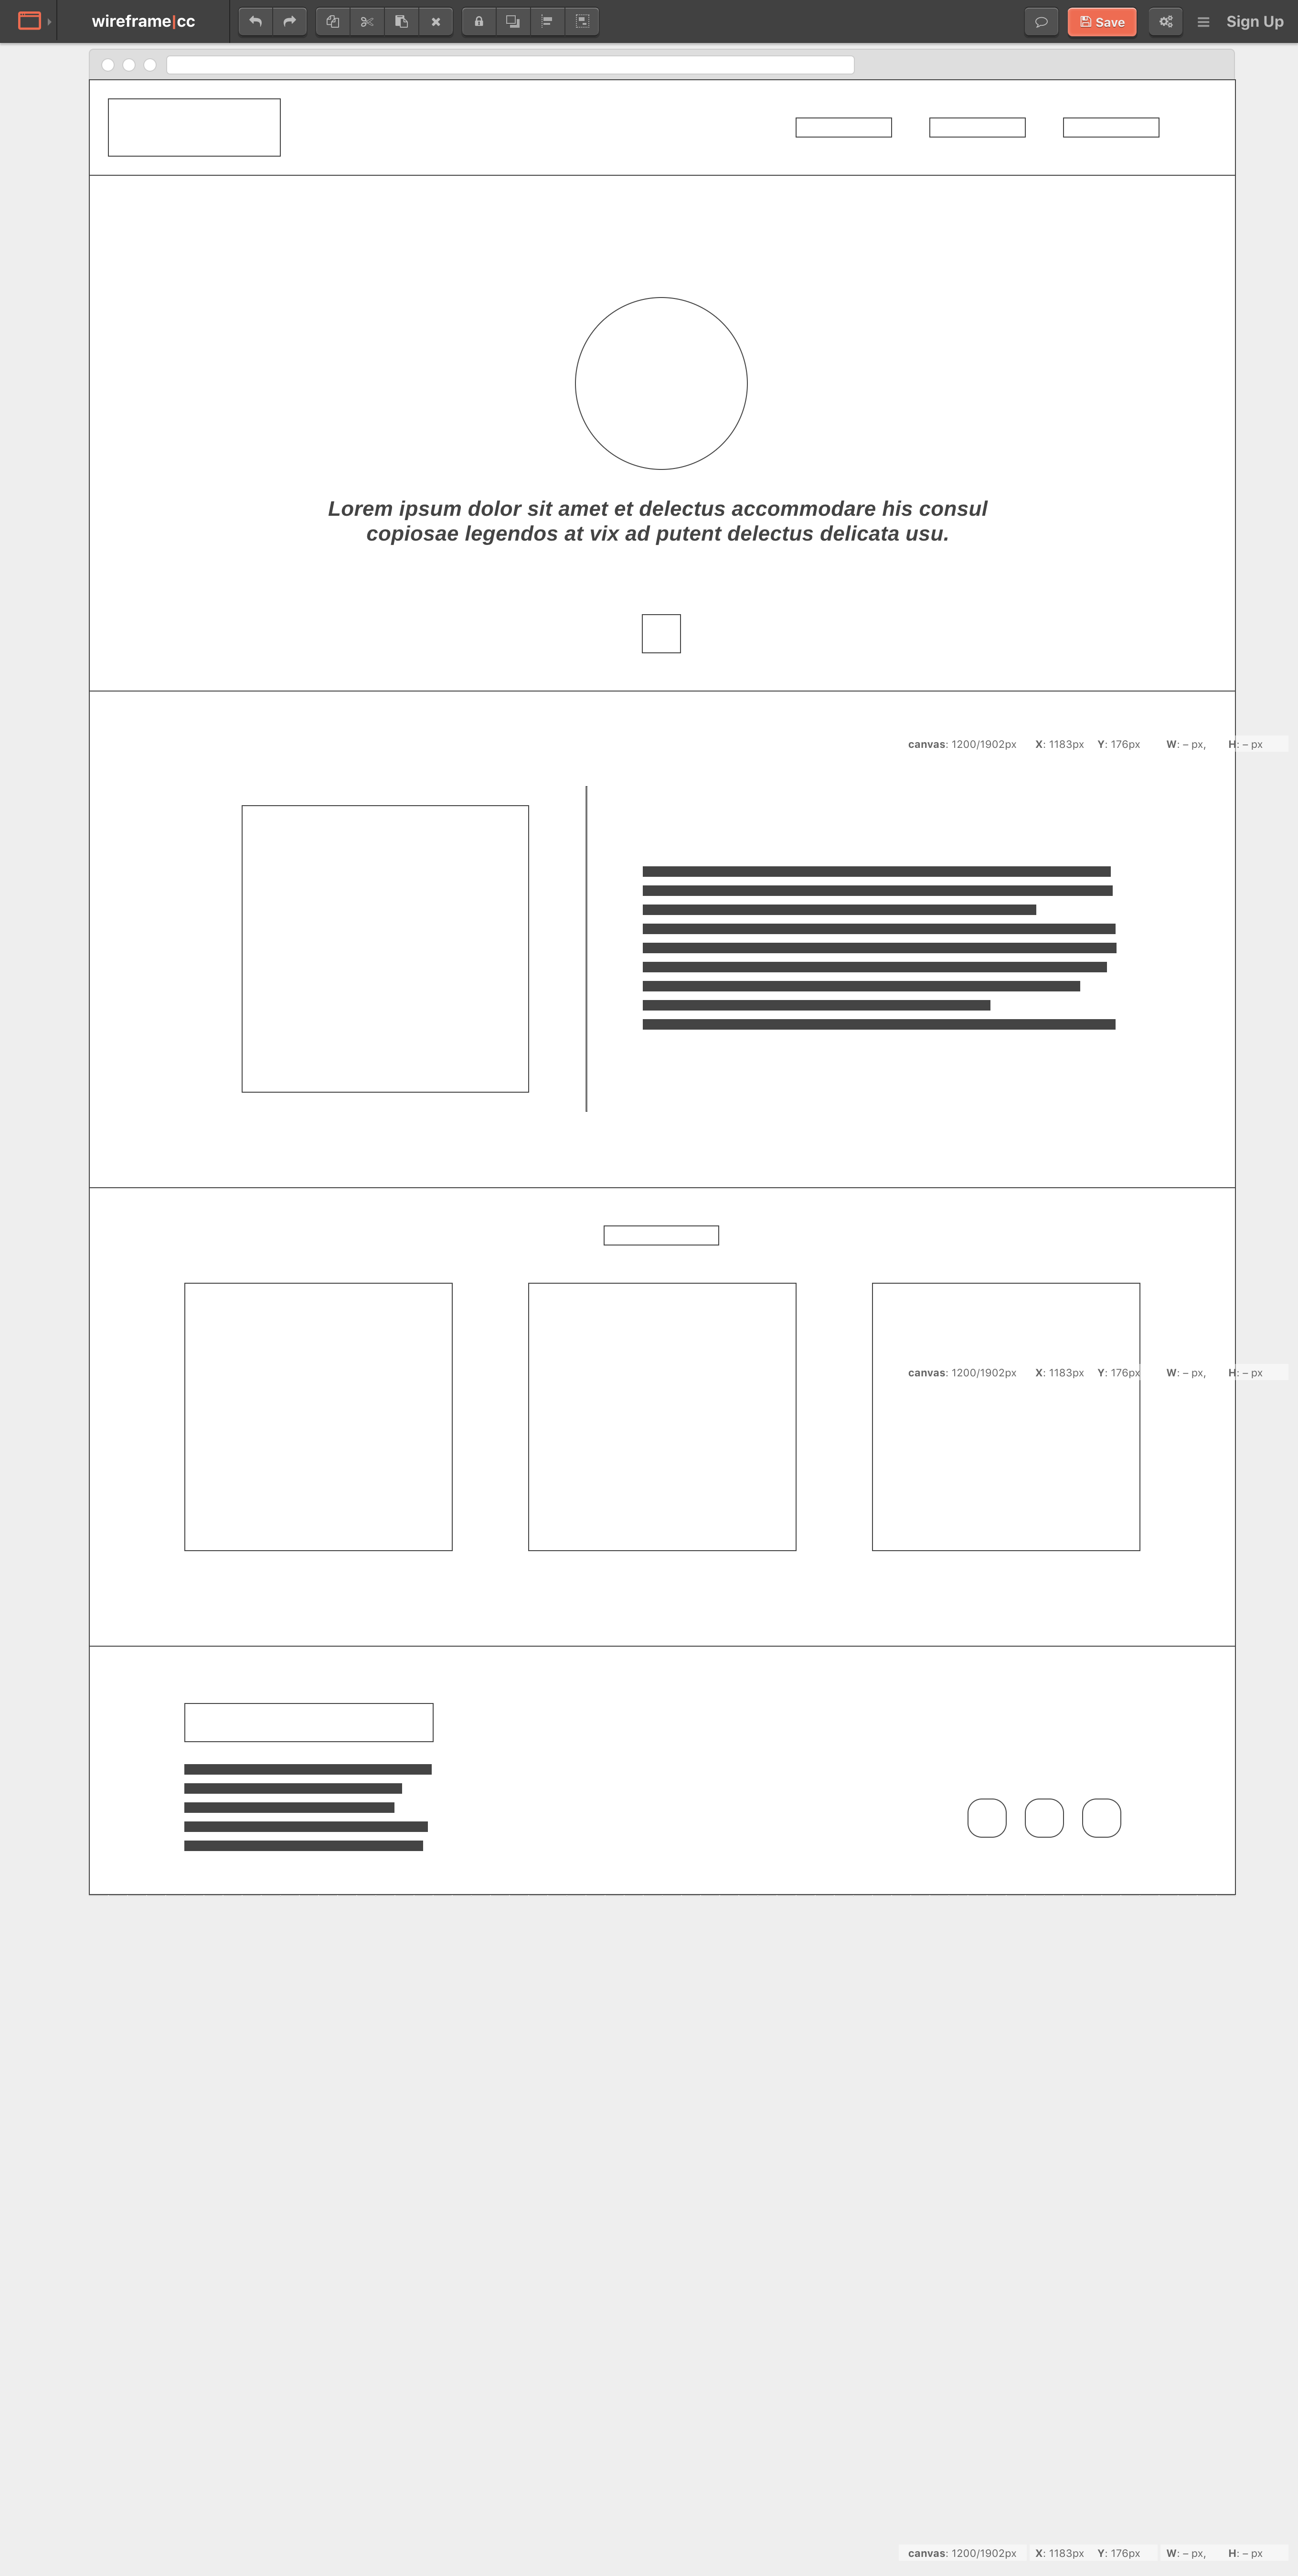 wireframe|cc
Save
Sign Up
Lorem ipsum dolor sit amet et delectus accommodare his consul
copiosae legendos at vix ad putent delectus delicata usu.
canvas: 1200/1902px X: 1183px Y: 176px W: – px, H: – px
canvas: 1200/1902px X: 1183px Y: 176px W: – px, H: – px
canvas: 1200/1902px X: 1183px Y: 176px W: – px, H: – px